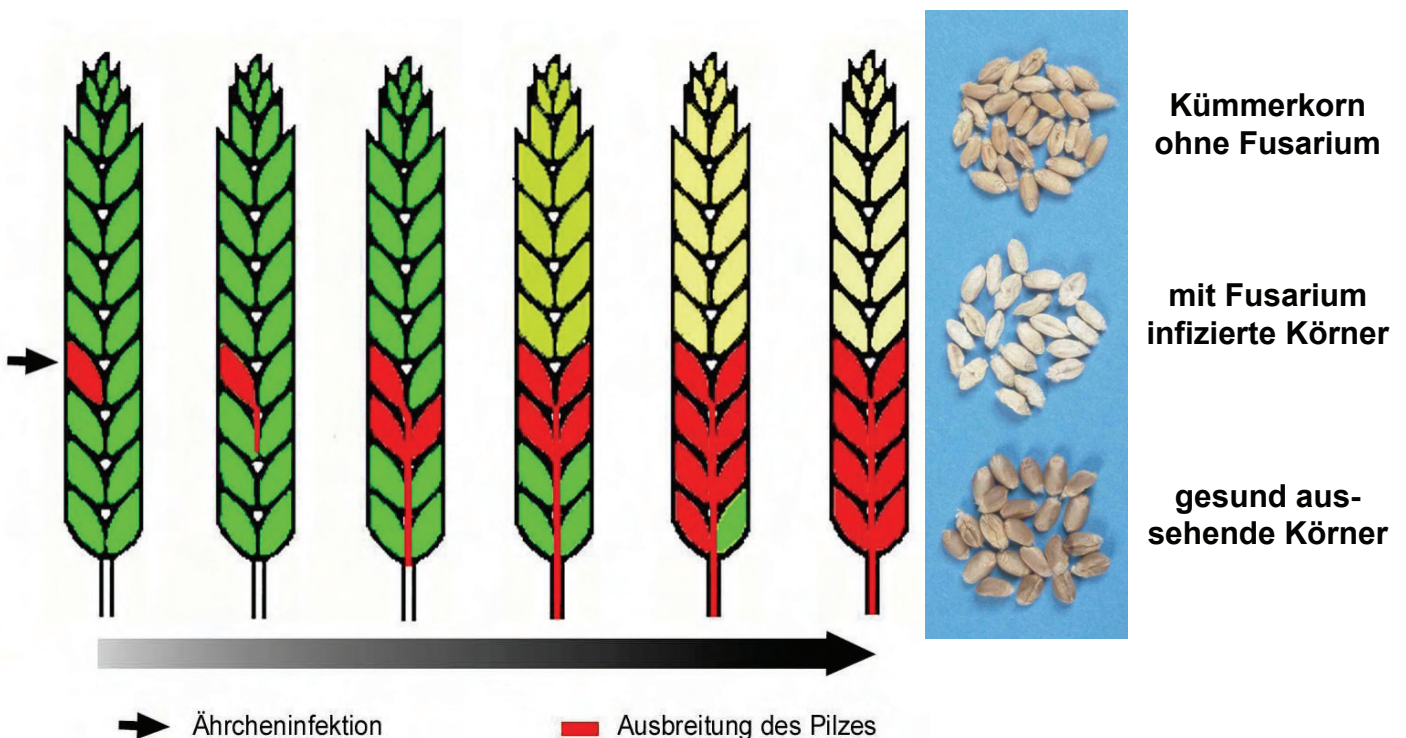 Kümmerkorn
ohne Fusarium
mit Fusarium
infizierte Körner
gesund aus-
sehende Körner
Ährcheninfektion
Ausbreitung des Pilzes